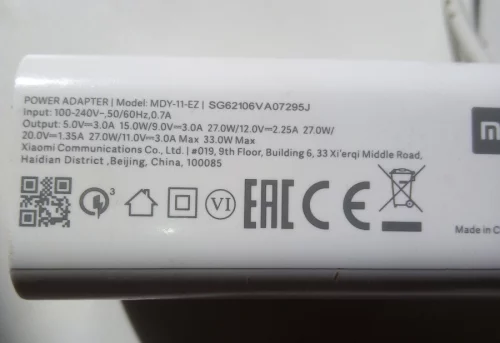 POWER ADAPTER | Model: MDY-11-EZ | SG62106VA07295J
Input: 100-240V~,50/60Hz,0.7A
Output: 5.0V⎓3.0A 15.0W/9.0V⎓3.0A 27.0W/12.0V⎓2.25A 27.0W/
20.0V⎓1.35A 27.0W/11.0V⎓3.0A Max 33.0W Max
Xiaomi Communications Co., Ltd. | #019, 9th Floor, Building 6, 33 Xi'erqi Middle Road,
Haidian District ,Beijing, China, 100085
3
VI
EAC
CE
Made in C